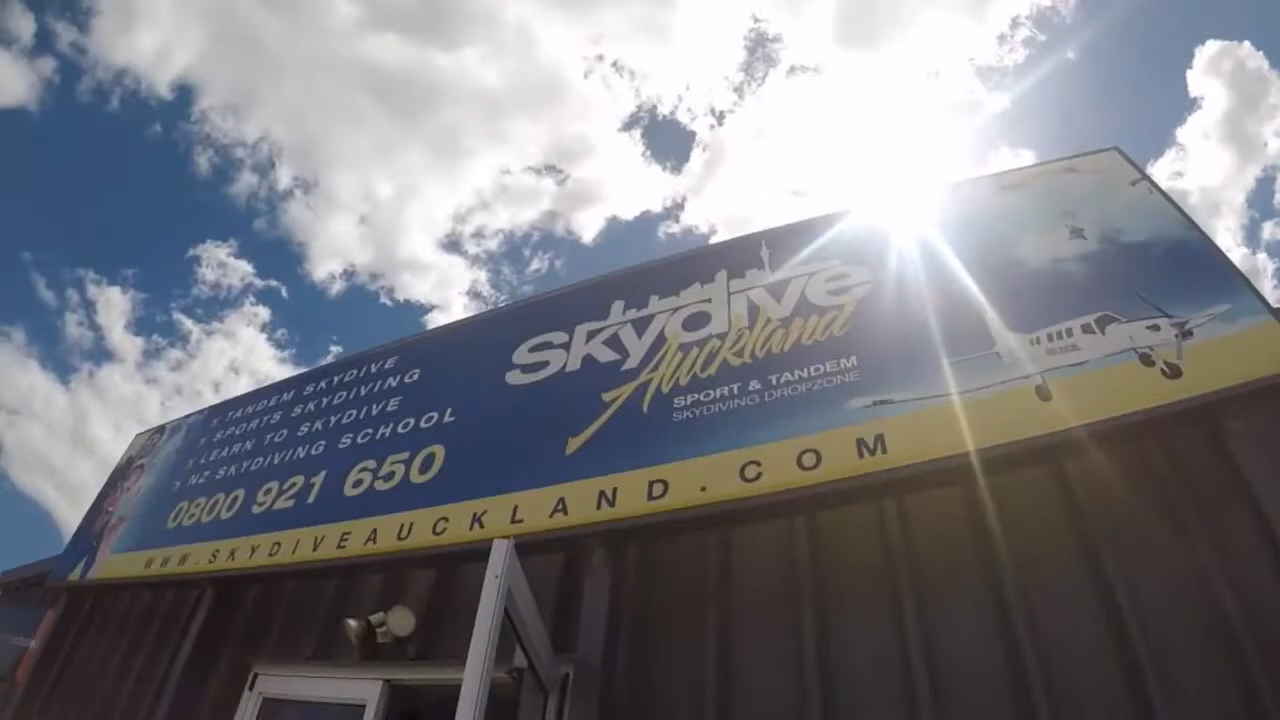 > TANDEM SKYDIVE
> SPORTS SKYDIVING
> LEARN TO SKYDIVE
> NZ SKYDIVING SCHOOL
0800 921 650
Skydive
Auckland
SPORT & TANDEM
SKYDIVING DROPZONE
WWW.SKYDIVEAUCKLAND.COM